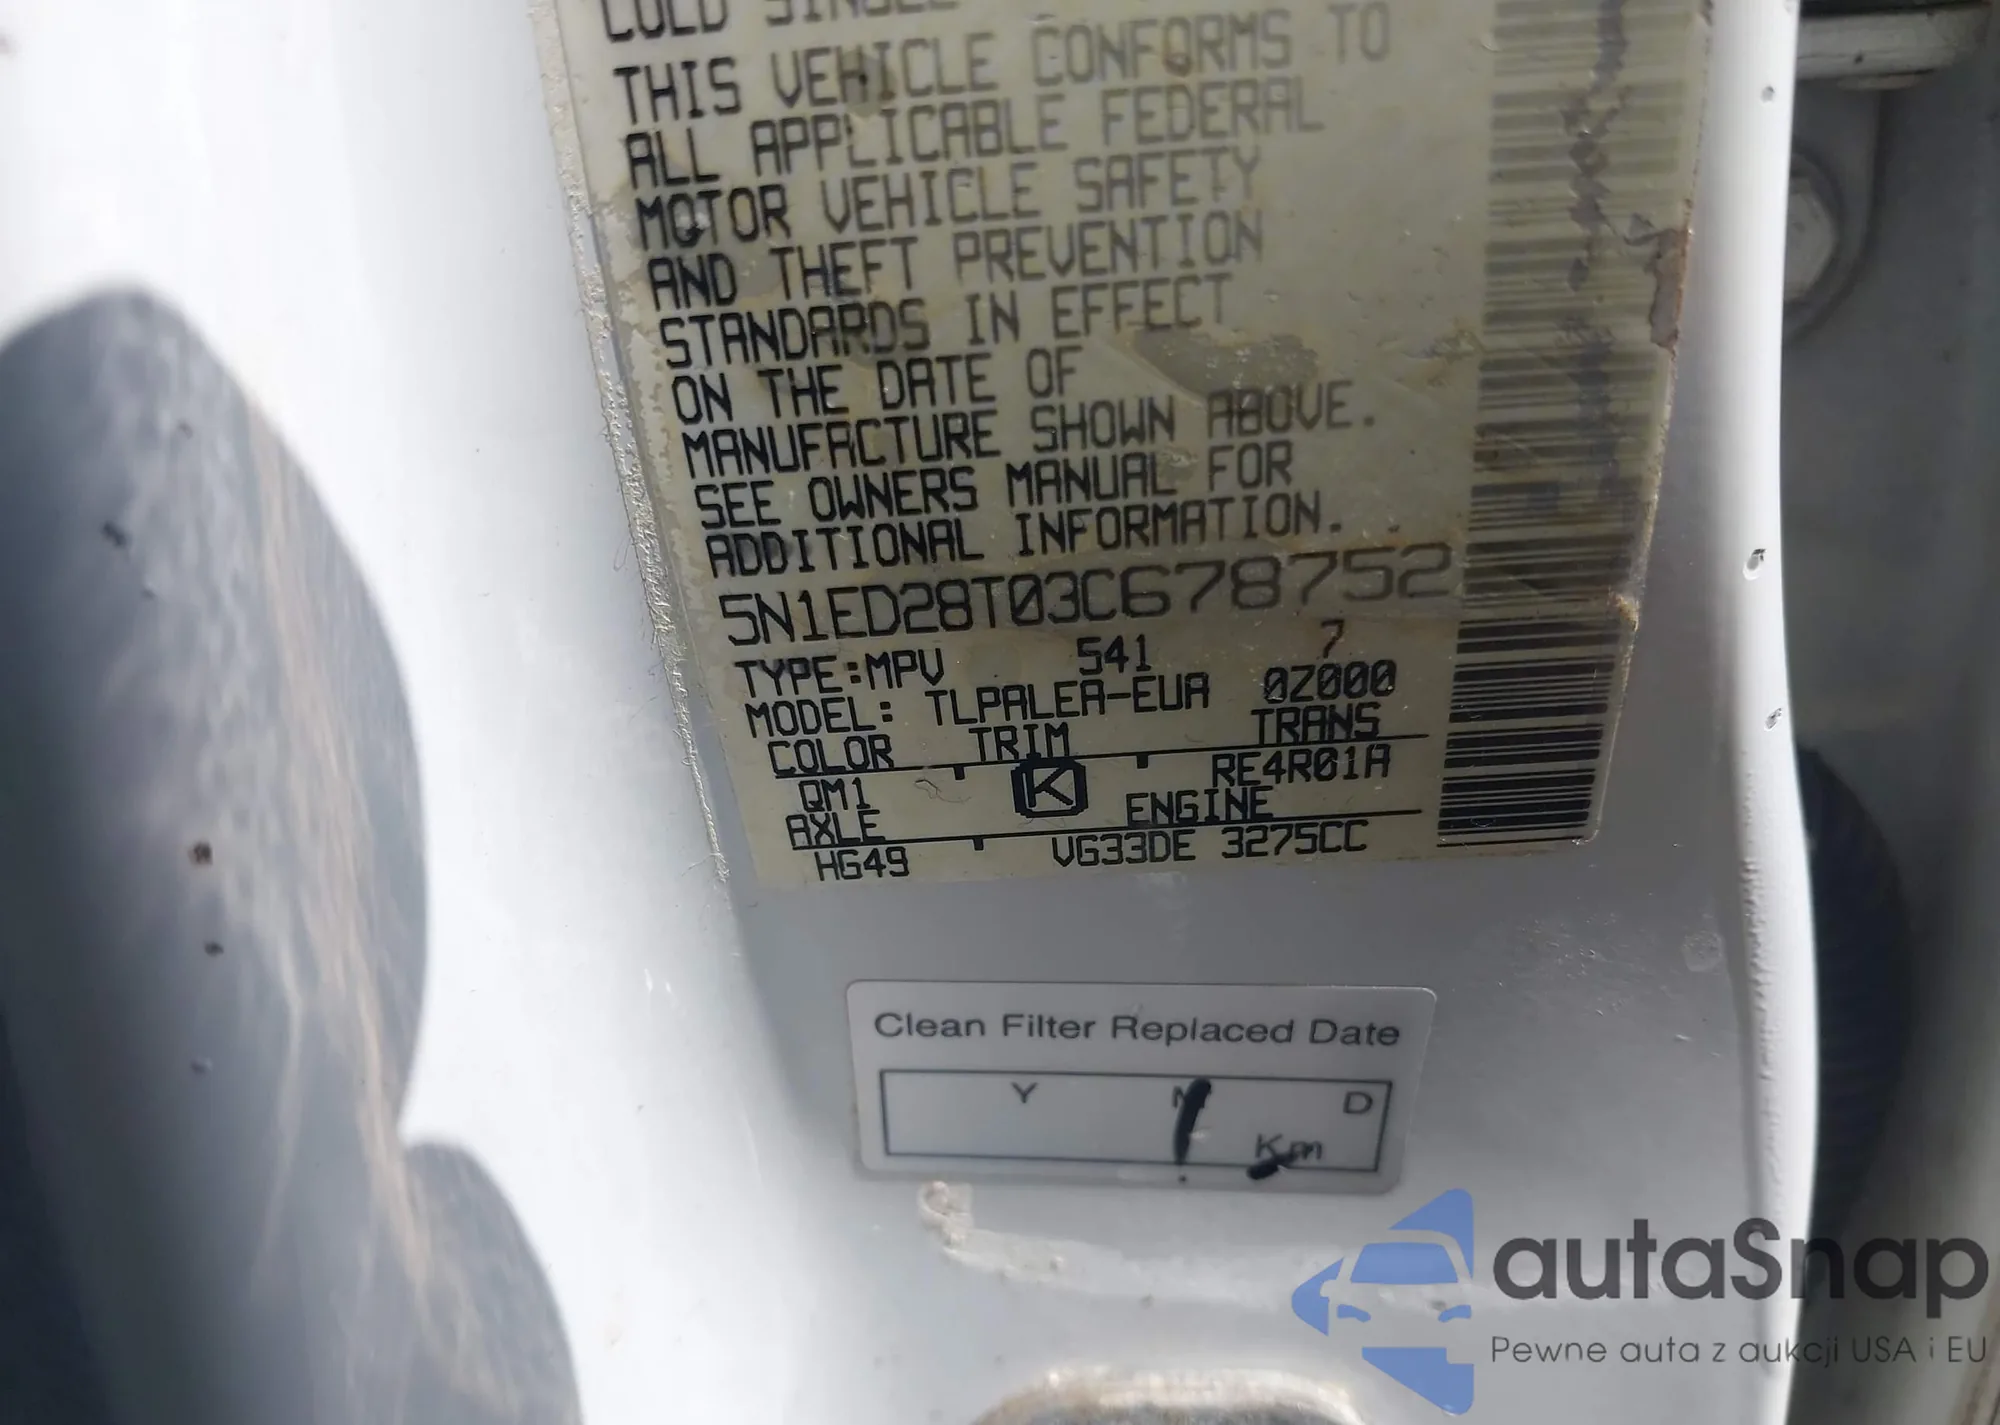 COLD SINGLE
THIS VEHICLE CONFORMS TO
ALL APPLICABLE FEDERAL
MOTOR VEHICLE SAFETY
AND THEFT PREVENTION
STANDARDS IN EFFECT
ON THE DATE OF
MANUFACTURE SHOWN ABOVE.
SEE OWNERS MANUAL FOR
ADDITIONAL INFORMATION.
5N1ED28T03C678752
TYPE:MPV 541 7
MODEL: TLPALEA-EUA 0Z000
COLOR TRIM TRANS
QM1 K RE4R01A
AXLE ENGINE
HG49 VG33DE 3275CC
Clean Filter Replaced Date
Y M D
Km
autaSnap
Pewne auta z aukcji USA i EU